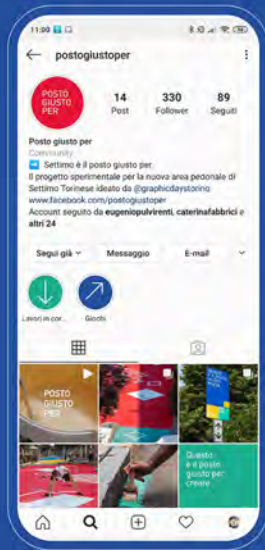 11:00
postogiustoper
POSTO
GIUSTO
PER
14
330
89
Post
Follower
Seguiti
Posto giusto per
Community
Settimo è il posto giusto per.
Il progetto sperimentale per la nuova area pedonale di
Settimo Torinese ideato da @graphicdaystorino
www.facebook.com/postogiustoper
Account seguito da eugeniopulvirenti, caterinafabbrici e
altri 24
Segui già
Messaggio
E-mail
Lavori in cor...
Giochi
POSTO
GIUSTO
PER
Questo
è il posto
giusto per
creare